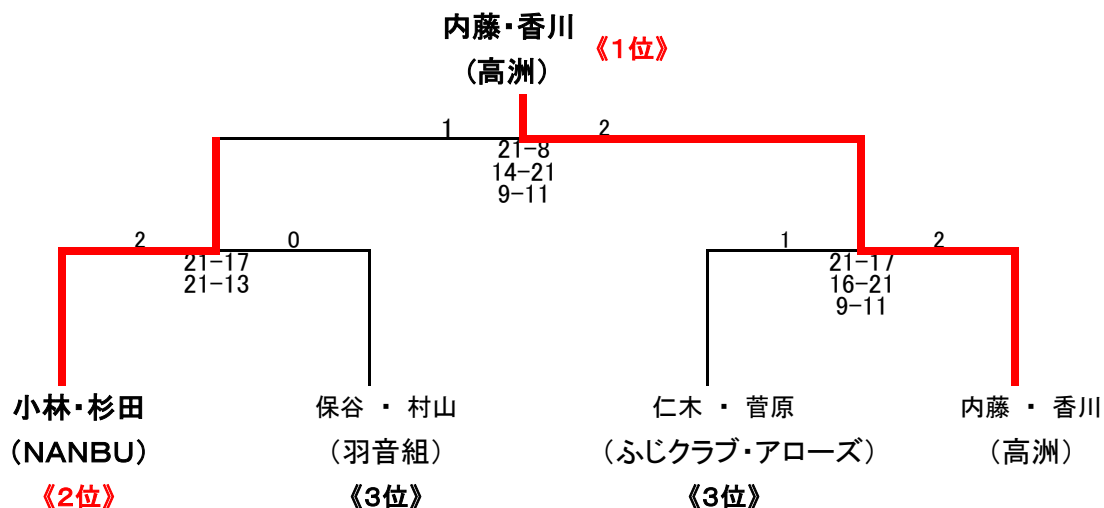 内藤・香川
《1位》
(高洲)
1
2
21-8
14-21
9-11
2
0
1
2
21-17
21-13
21-17
16-21
9-11
小林・杉田
保谷 ・ 村山
仁木 ・ 菅原
内藤 ・ 香川
(NANBU)
(羽音組)
(ふじクラブ・アローズ)
(高洲)
《2位》
《3位》
《3位》